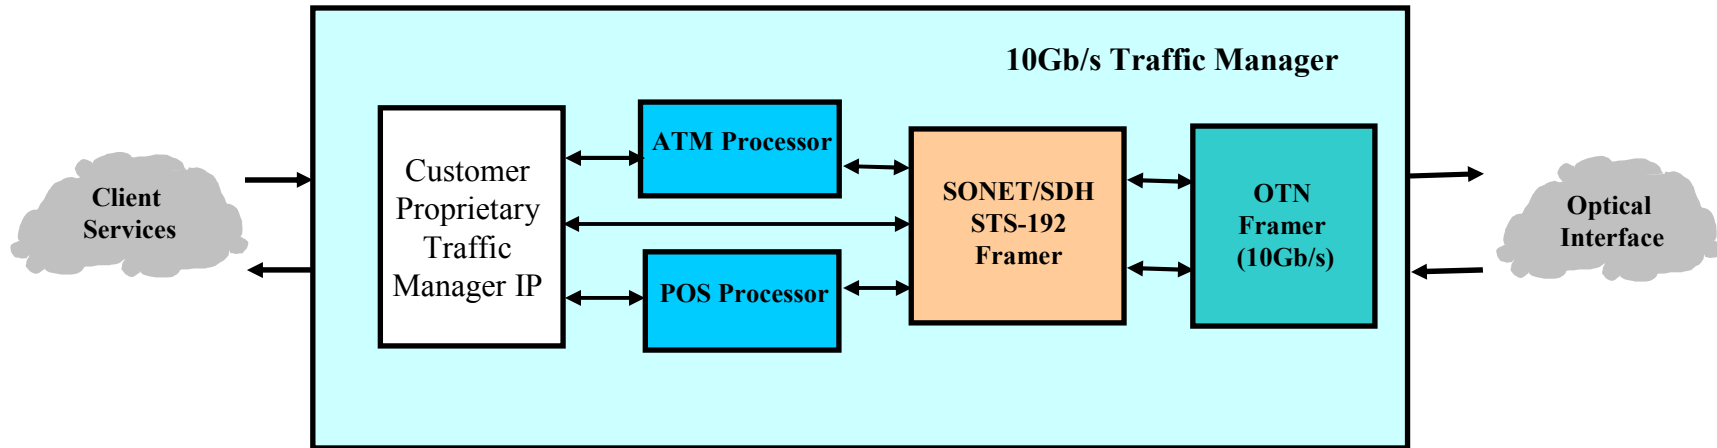 10Gb/s Traffic Manager
Client
Services
Customer
Proprietary
Traffic
Manager IP
ATM Processor
POS Processor
SONET/SDH
STS-192
Framer
OTN
Framer
(10Gb/s)
Optical
Interface